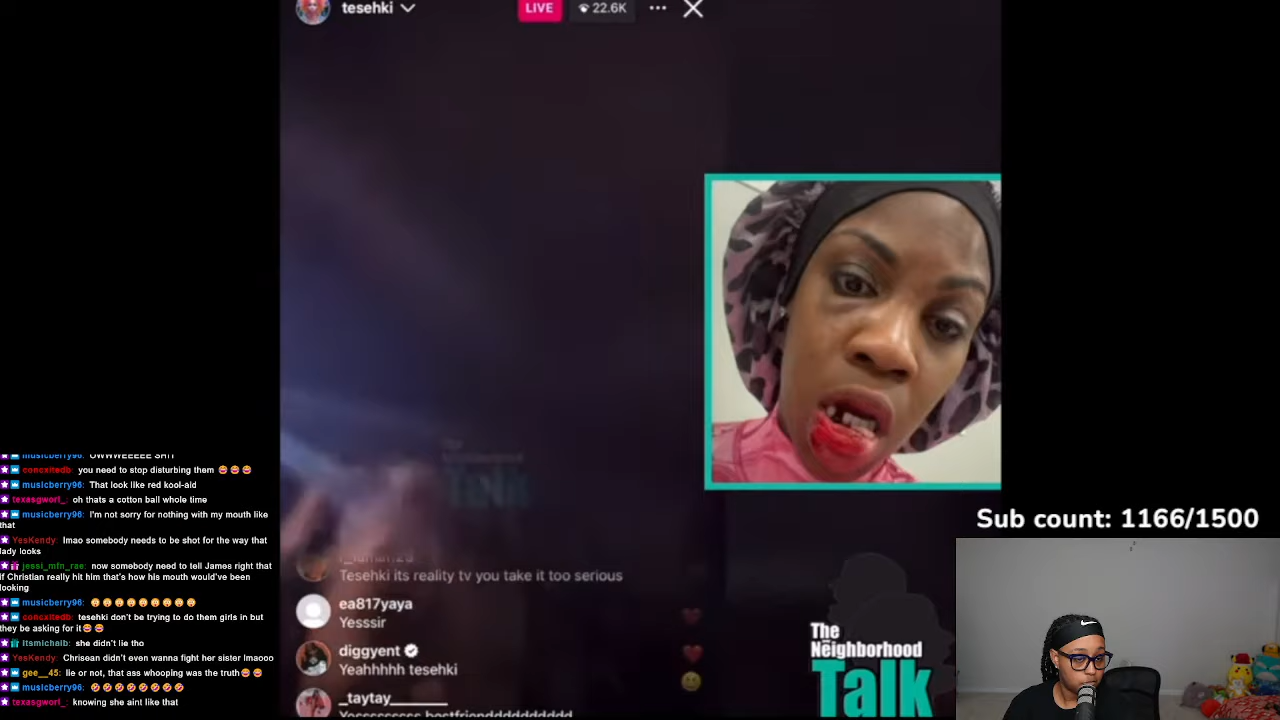 tesehki
LIVE
22.6K
Tesehki its reality tv you take it too serious
ea817yaya
Yesssir
diggyent
Yeahhhhh tesehki
_taytay_______
The
Neighborhood
Talk
Sub count: 1166/1500
musicberry96: OWWWEEEEE SHIT
concxitedb: you need to stop disturbing them
musicberry96: That look like red kool-aid
texasgworl_: oh thats a cotton ball whole time
musicberry96: I'm not sorry for nothing with my mouth like
that
YesKendy: lmao somebody needs to be shot for the way that
lady looks
jessi_mfn_rae: now somebody need to tell James right that
if Christian really hit him that's how his mouth would've been
looking
musicberry96:
concxitedb: tesehki don't be trying to do them girls in but
they be asking for it
itsmichaib: she didn't lie tho
YesKendy: Chrisean didn't even wanna fight her sister lmaooo
gee__45: lie or not, that ass whooping was the truth
musicberry96:
texasgworl_: knowing she aint like that